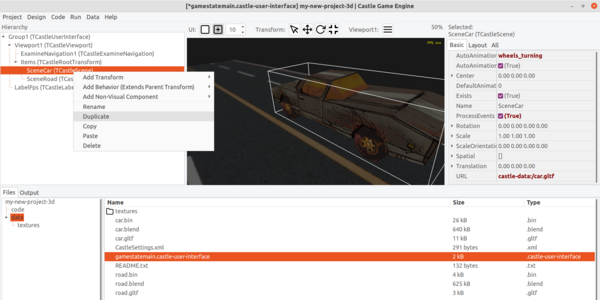 [*gamestatemain.castle-user-interface] my-new-project-3d | Castle Game Engine
Project Design Code Run Data Help
Hierarchy
Group1 (TCastleUserInterface)
Viewport1 (TCastleViewport)
ExamineNavigation1 (TCastleExamineNavigation)
Items (TCastleRootTransform)
SceneCar (TCastleScene)
SceneRoad (TCas
LabelFps (TCastleLabe
Add Transform
Add Behavior (Extends Parent Transform)
Add Non-Visual Component
Rename
Duplicate
Copy
Paste
Delete
UI: 10 Transform: Viewport1: 50%
Selected:
SceneCar (TCastleScene)
Basic Layout All
AutoAnimation wheels_turning
AutoAnimation (True)
Center 0.00 0.00 0.00
DefaultAnimat 0
Exists (True)
Name SceneCar
ProcessEvents (True)
Rotation 0.00 0.00 0.00 0.00
Scale 1.00 1.00 1.00
ScaleOrientatio 0.00 0.00 0.00 0.00
Spatial []
Translation 0.00 0.00 0.00
URL castle-data:/car.gltf
Files Output
my-new-project-3d
code
data
textures
Name Size Type
textures
car.bin 26 kB .bin
car.blend 408 kB .blend
car.gltf 11 kB .gltf
CastleSettings.xml 291 bytes .xml
gamestatemain.castle-user-interface 2 kB .castle-user-interface
README.txt 132 bytes .txt
road.bin 4 kB .bin
road.blend 625 kB .blend
road.gltf 3 kB .gltf